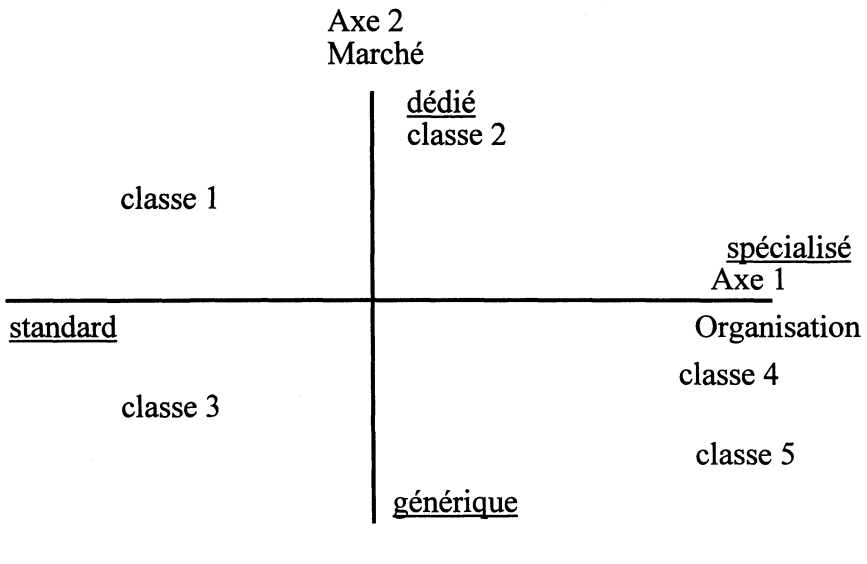 Axe 2
Marché
dédié
classe 2
classe 1
spécialisé
Axe 1
standard
Organisation
classe 4
classe 3
classe 5
générique